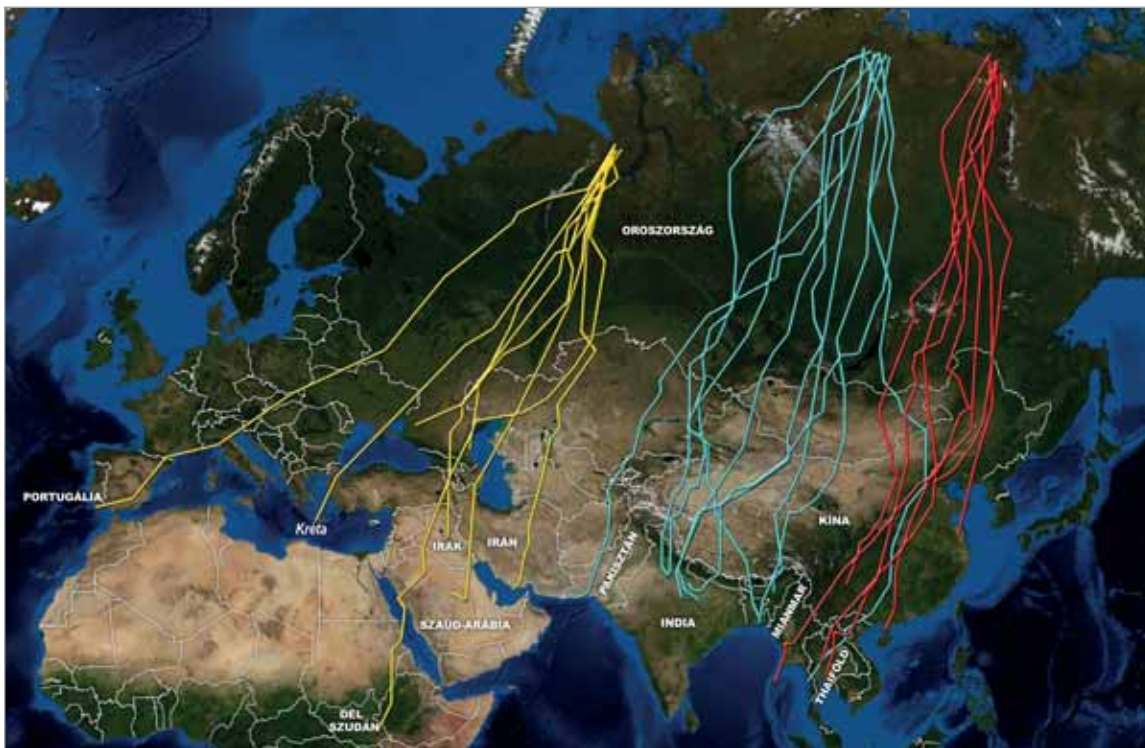 OROSZORSZÁG
PORTUGÁLIA
Kréta
IRAK
IRÁN
PAKISZTÁN
KÍNA
SZAÚD-ARÁBIA
INDIA
MIANMAR
THAIFÖLD
DÉL
SZUDÁN